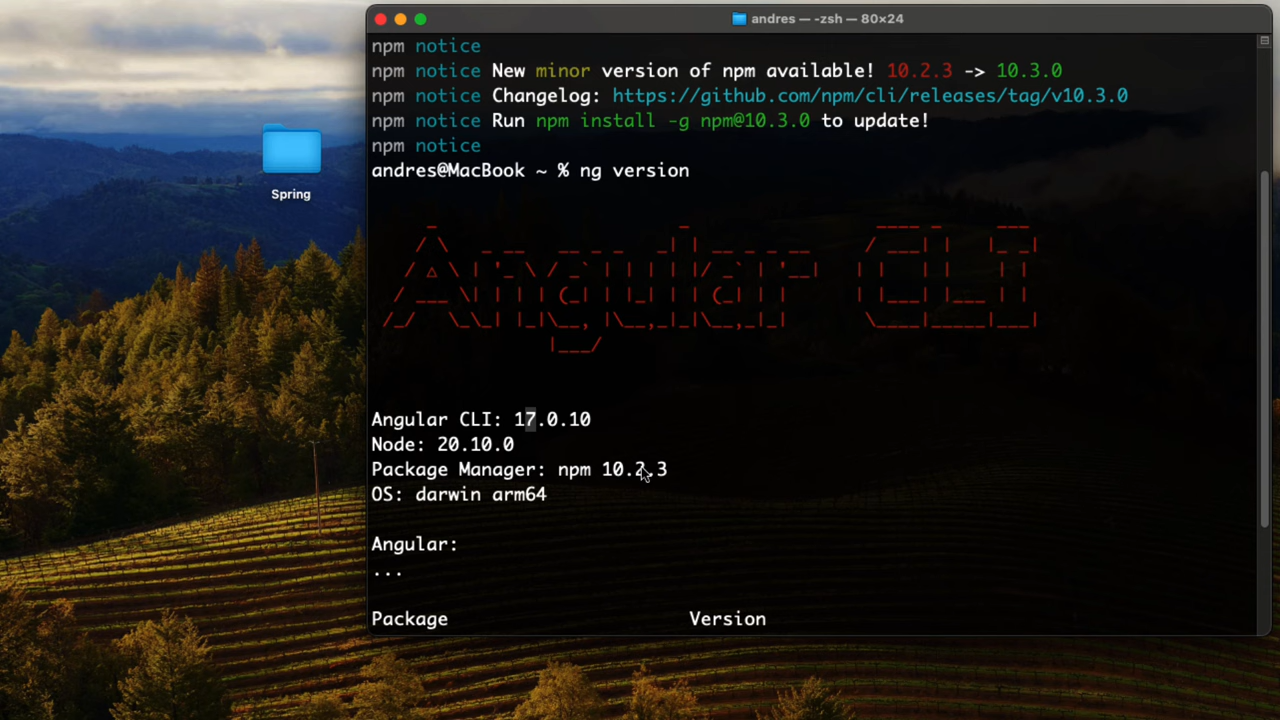 andres — -zsh — 80×24
npm notice
npm notice New minor version of npm available! 10.2.3 -> 10.3.0
npm notice Changelog: https://github.com/npm/cli/releases/tag/v10.3.0
npm notice Run npm install -g npm@10.3.0 to update!
npm notice
Spring
andres@MacBook ~ % ng version
Angular CLI
Angular CLI: 17.0.10
Node: 20.10.0
Package Manager: npm 10.2.3
OS: darwin arm64
Angular:
...
Package Version